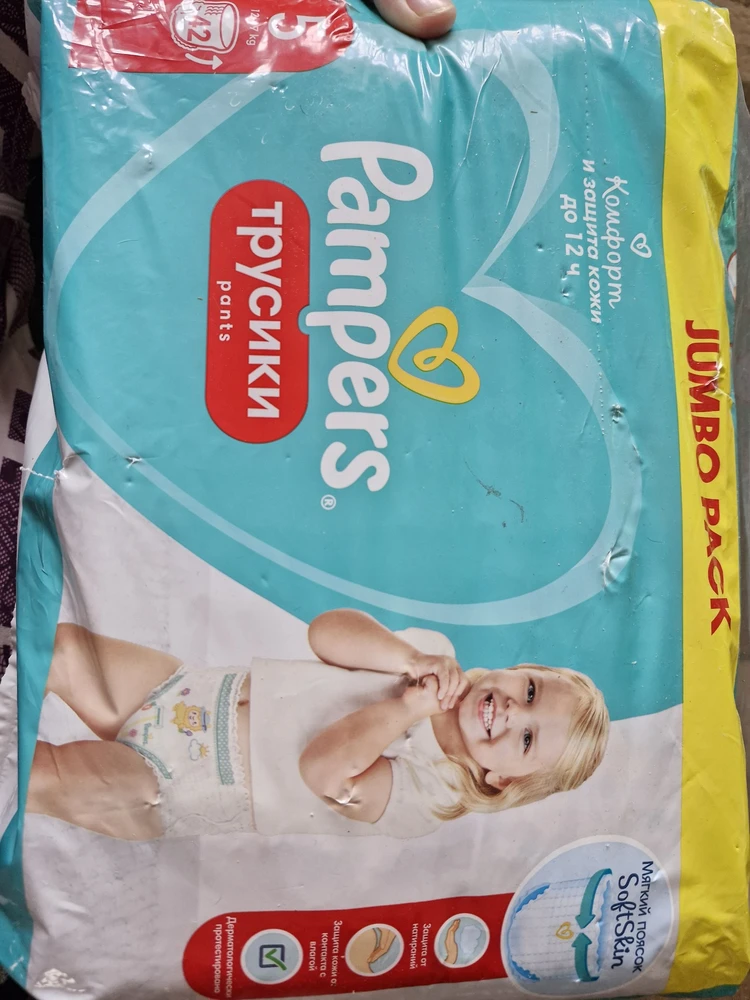 JUMBO PACK
Комфорт
и защита кожи
до 12 ч
Pampers®
трусики
pants
5
Мягкий поясок
SoftSkin
Защита от
натираний
Защита кожи от
контакта с
влагой
Дерматологически
протестировано